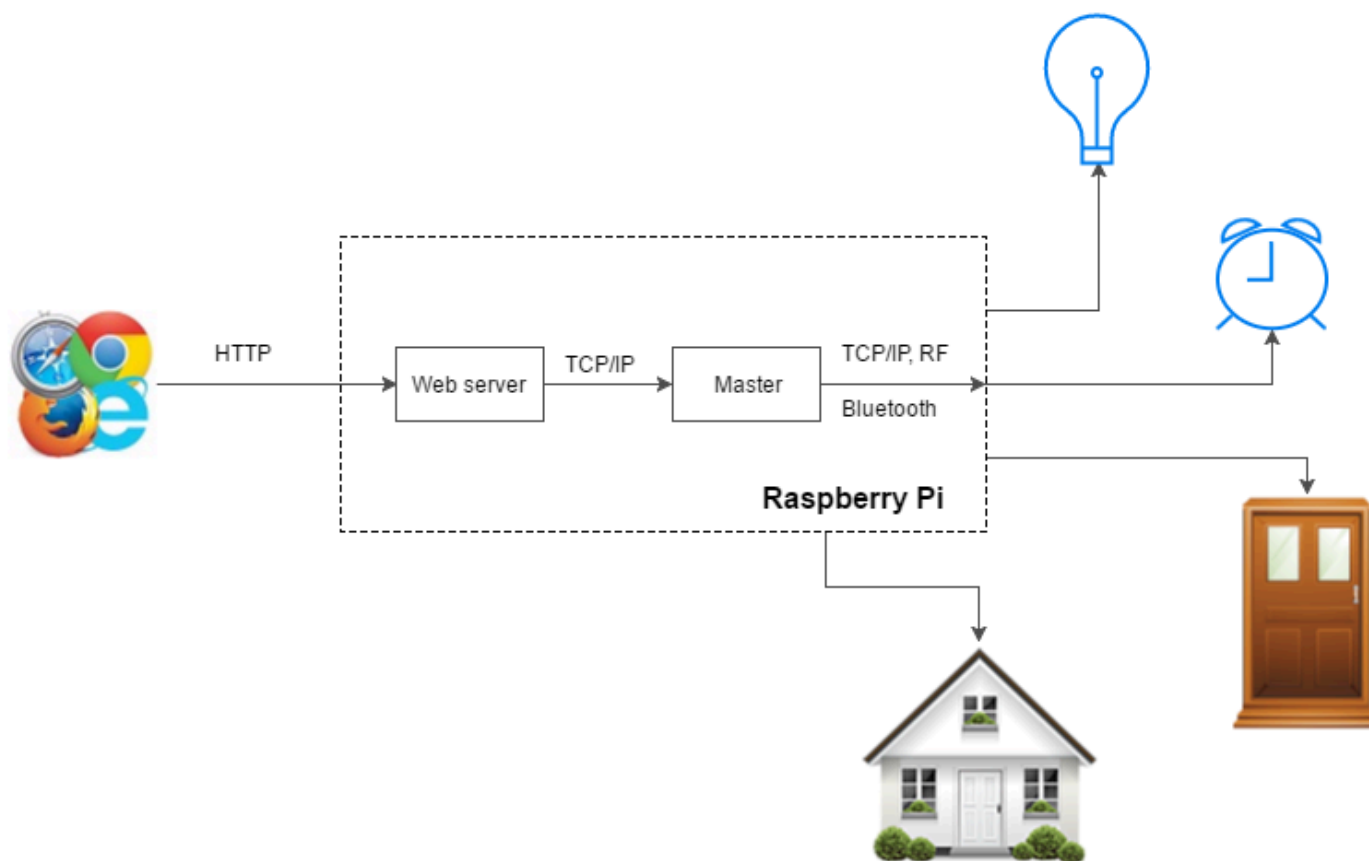 HTTP
Web server
TCP/IP
Master
TCP/IP, RF
Bluetooth
Raspberry Pi